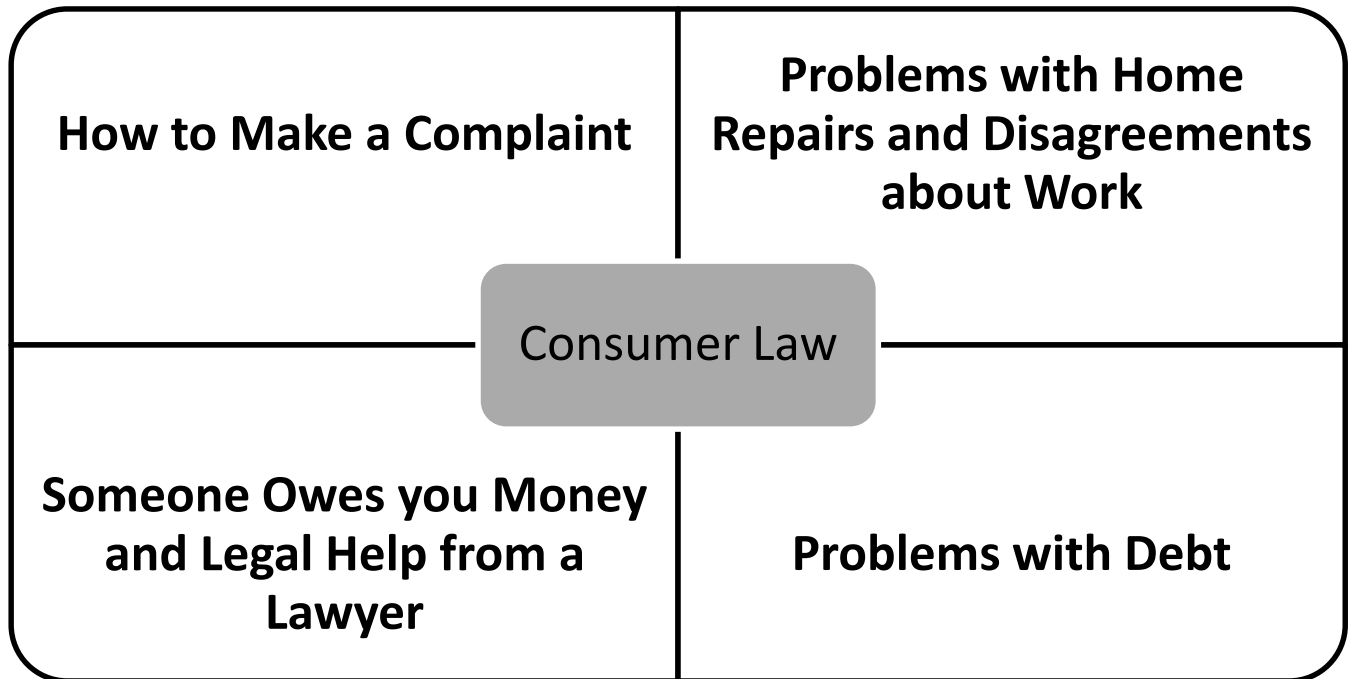 How to Make a Complaint
Problems with Home
Repairs and Disagreements
about Work
Consumer Law
Someone Owes you Money
and Legal Help from a
Lawyer
Problems with Debt